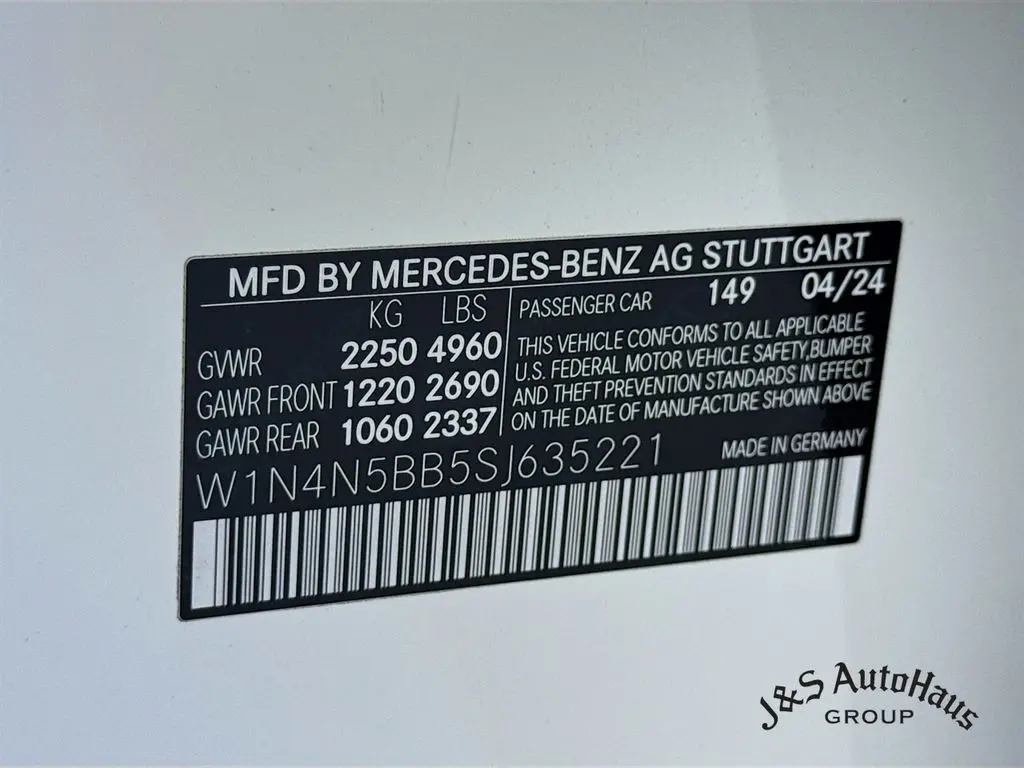 MFD BY MERCEDES-BENZ AG STUTTGART
KG LBS
GVWR 2250 4960
GAWR FRONT 1220 2690
GAWR REAR 1060 2337
PASSENGER CAR 149 04/24
THIS VEHICLE CONFORMS TO ALL APPLICABLE
U.S. FEDERAL MOTOR VEHICLE SAFETY,BUMPER
AND THEFT PREVENTION STANDARDS IN EFFECT
ON THE DATE OF MANUFACTURE SHOWN ABOVE
W1N4N5BB5SJ635221
MADE IN GERMANY
J&S AutoHaus
GROUP